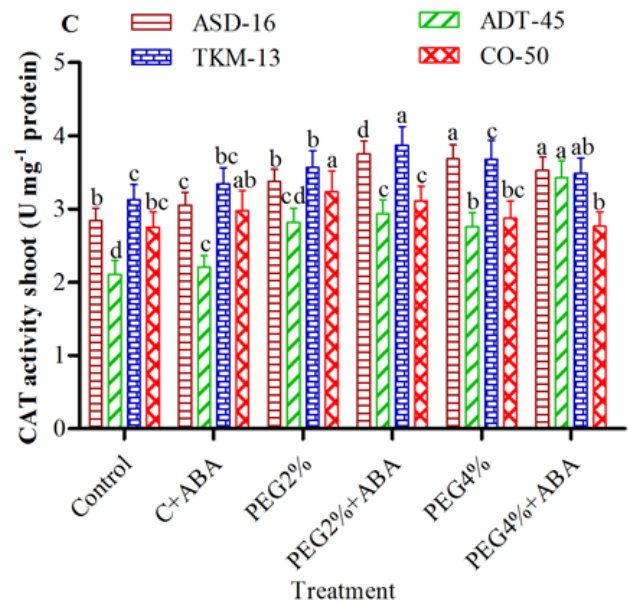 C
ASD-16
ADT-45
TKM-13
CO-50
CAT activity shoot (U mg⁻¹ protein)
5
4
3
2
1
0
b d c bc
c c bc ab
b cd b a
d c a c
a b c bc
a a ab b
Control
C+ABA
PEG2%
PEG2%+ABA
PEG4%
PEG4%+ABA
Treatment